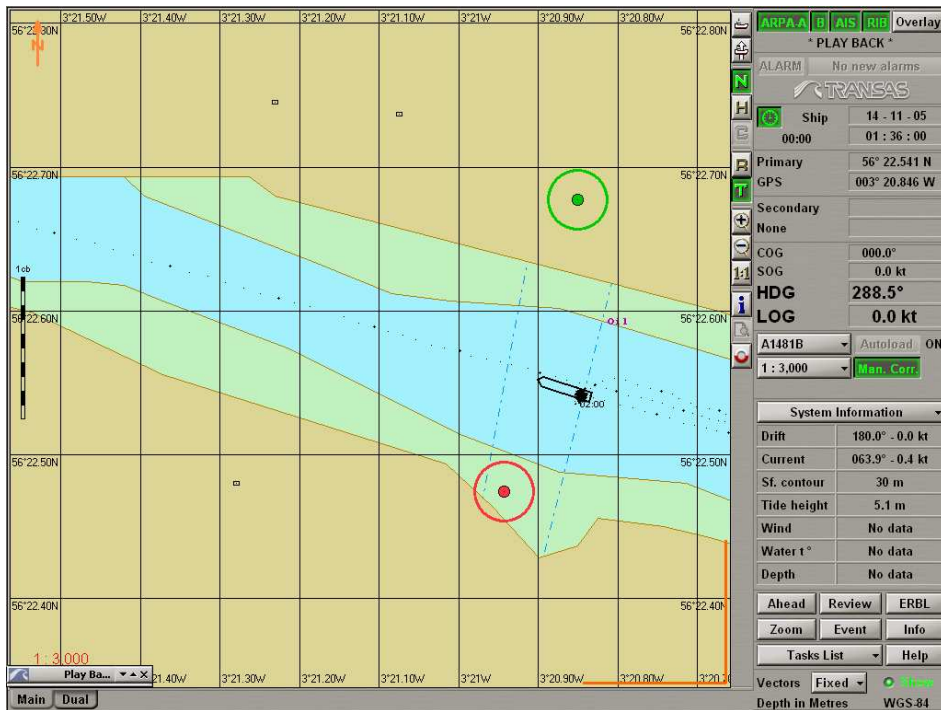 3°21.50W 3°21.40W 3°21.30W 3°21.20W 3°21.10W 3°21W 3°20.90W 3°20.80W
56°22.80N
N
56°22.70N 56°22.70N
1cb
56°22.60N 56°22.60N
Oil
02:00
56°22.50N 56°22.50N
56°22.40N 56°22.40N
1 : 3,000
Play Ba...
21.40W 3°21.30W 3°21.20W 3°21.10W 3°21W 3°20.90W 3°20.80W
Main Dual
N
H
R
T
1:1
i
ARPA-A B AIS RIB Overlay
* PLAY BACK *
ALARM No new alarms
TRANSAS
Ship 14 - 11 - 05
00:00 01 : 36 : 00
Primary 56° 22.541 N
GPS 003° 20.846 W
Secondary
None
COG 000.0°
SOG 0.0 kt
HDG 288.5°
LOG 0.0 kt
A1481B Autoload ON
1 : 3,000 Man. Corr.
System Information
Drift 180.0° - 0.0 kt
Current 063.9° - 0.4 kt
Sf. contour 30 m
Tide height 5.1 m
Wind No data
Water t° No data
Depth No data
Ahead Review ERBL
Zoom Event Info
Tasks List Help
Vectors Fixed Show
Depth in Metres WGS-84